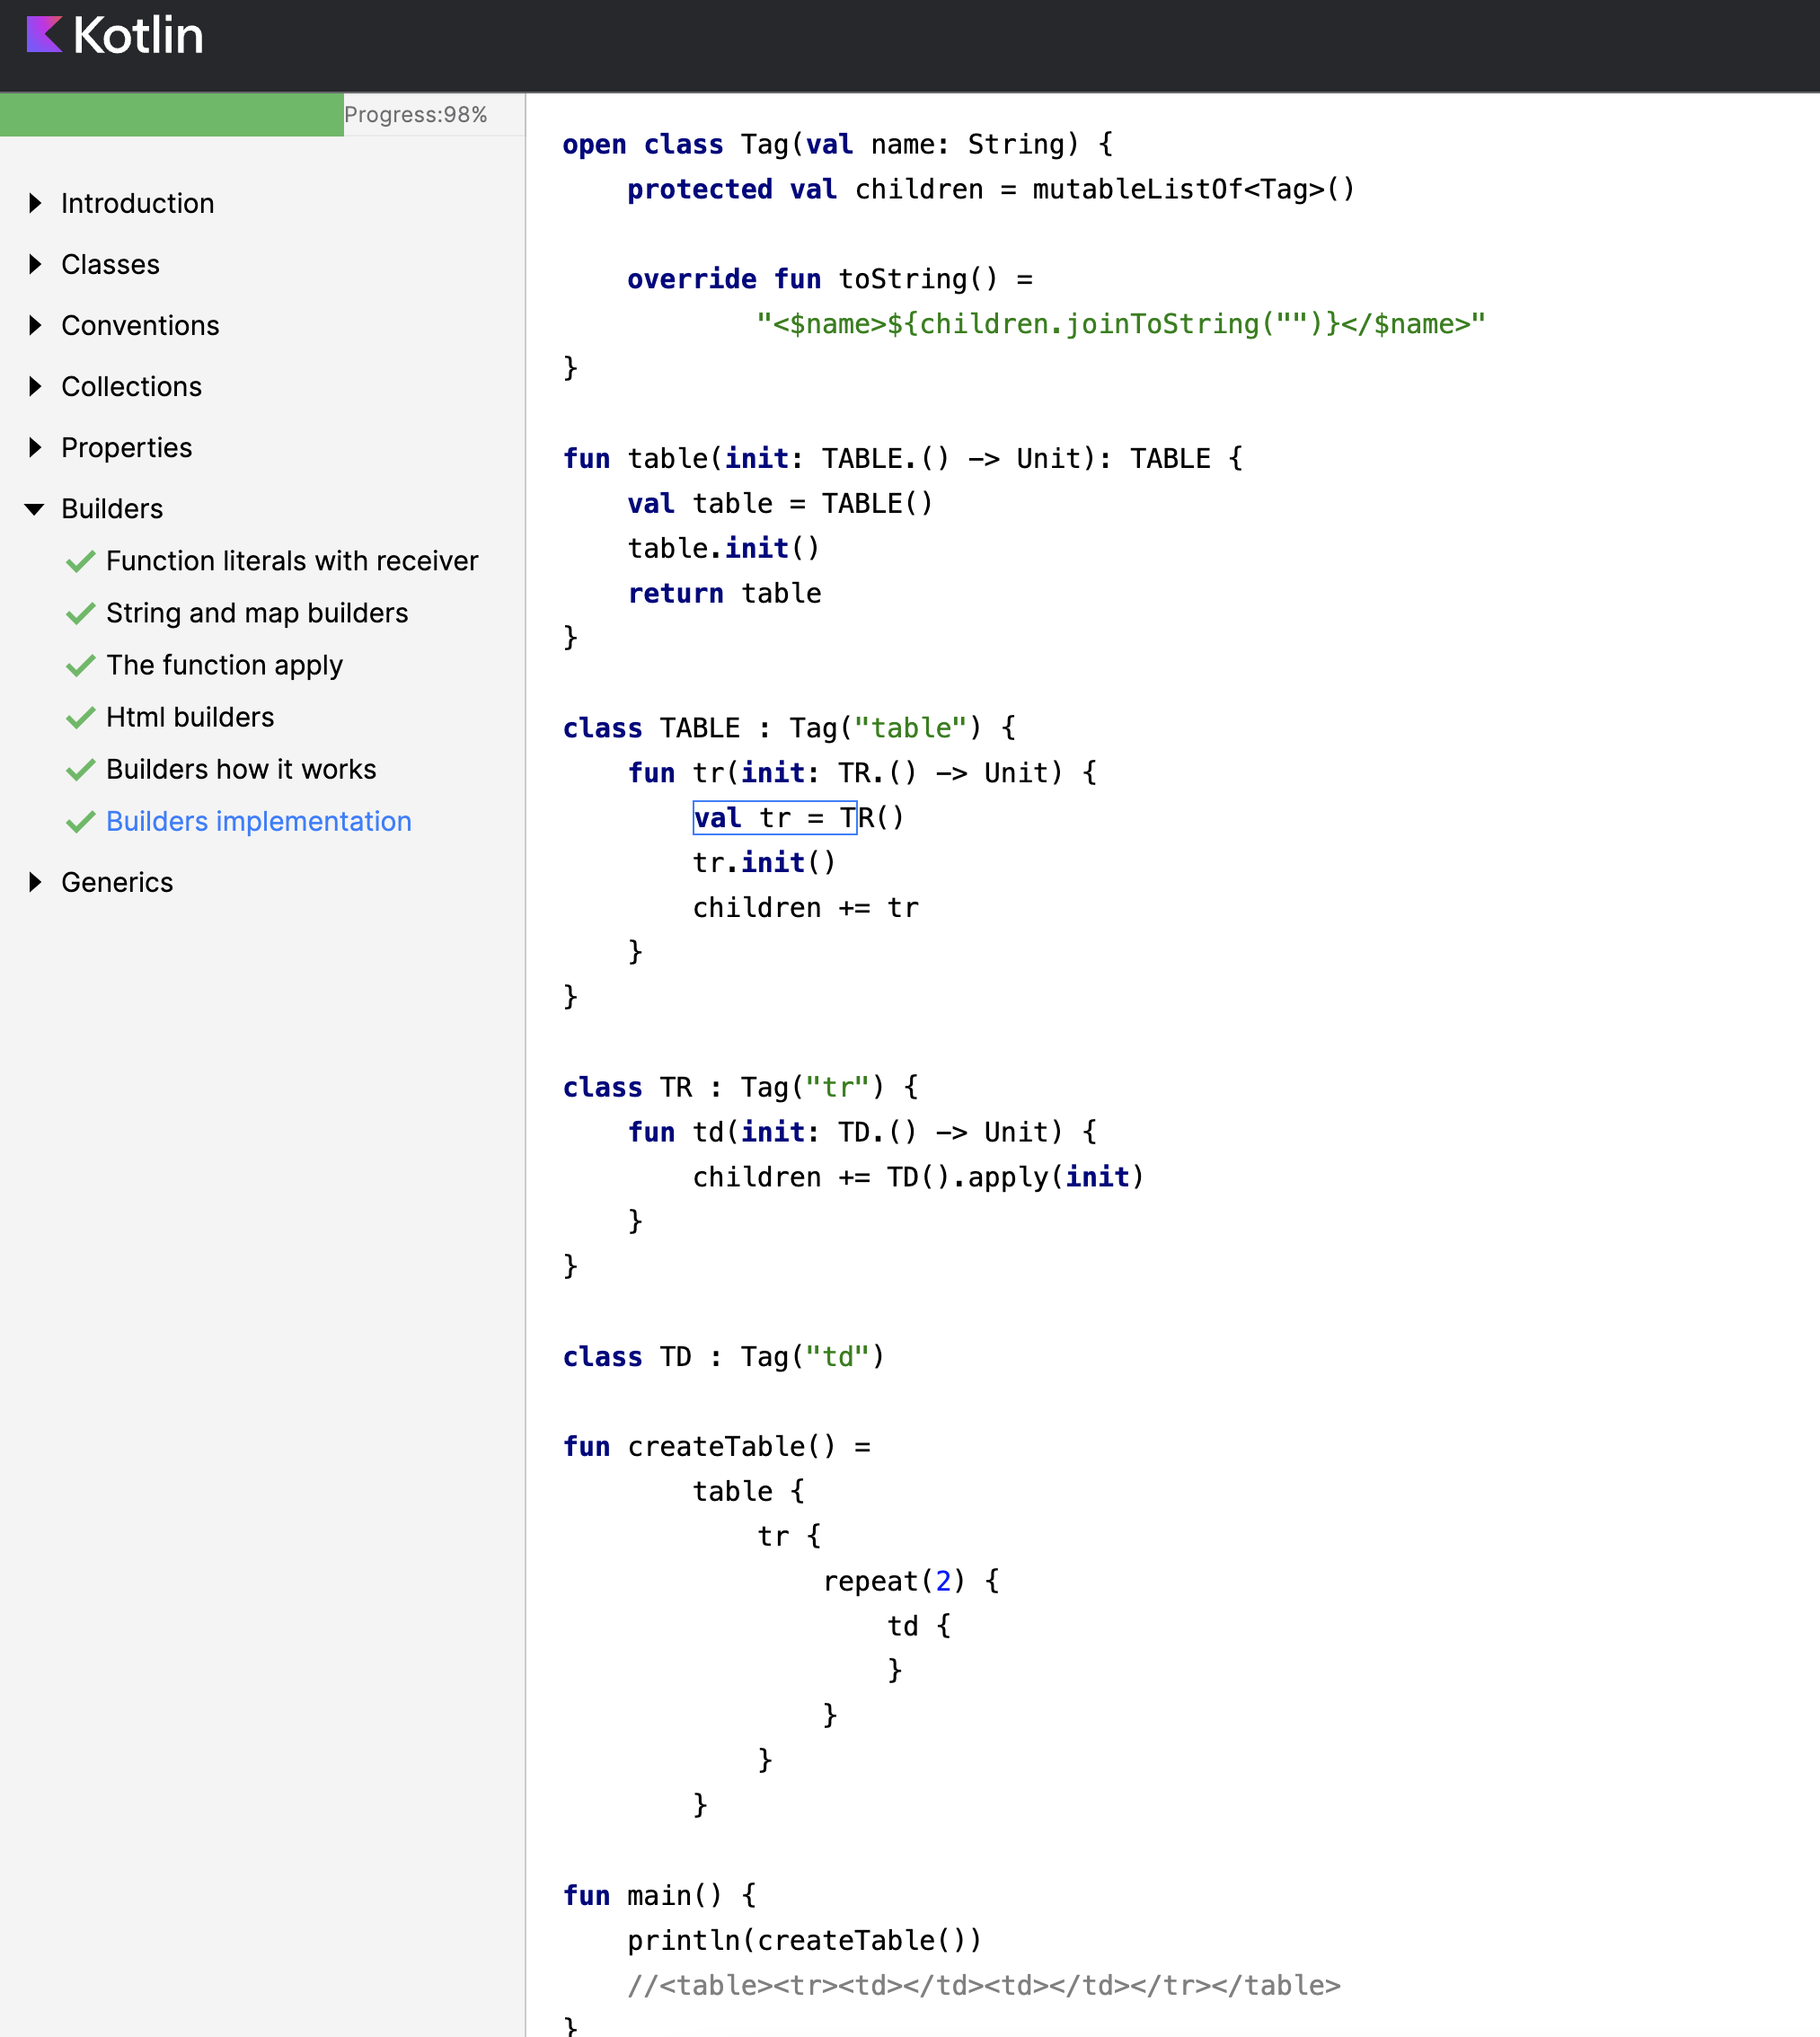 Kotlin
Progress:98%
Introduction
Classes
Conventions
Collections
Properties
Builders
Function literals with receiver
String and map builders
The function apply
Html builders
Builders how it works
Builders implementation
Generics
open class Tag(val name: String) {
    protected val children = mutableListOf<Tag>()
    override fun toString() =
            "<$name>${children.joinToString("")}</$name>"
}
fun table(init: TABLE.() -> Unit): TABLE {
    val table = TABLE()
    table.init()
    return table
}
class TABLE : Tag("table") {
    fun tr(init: TR.() -> Unit) {
        val tr = TR()
        tr.init()
        children += tr
    }
}
class TR : Tag("tr") {
    fun td(init: TD.() -> Unit) {
        children += TD().apply(init)
    }
}
class TD : Tag("td")
fun createTable() =
        table {
            tr {
                repeat(2) {
                    td {
                    }
                }
            }
        }
fun main() {
    println(createTable())
    //<table><tr><td></td><td></td></tr></table>
}